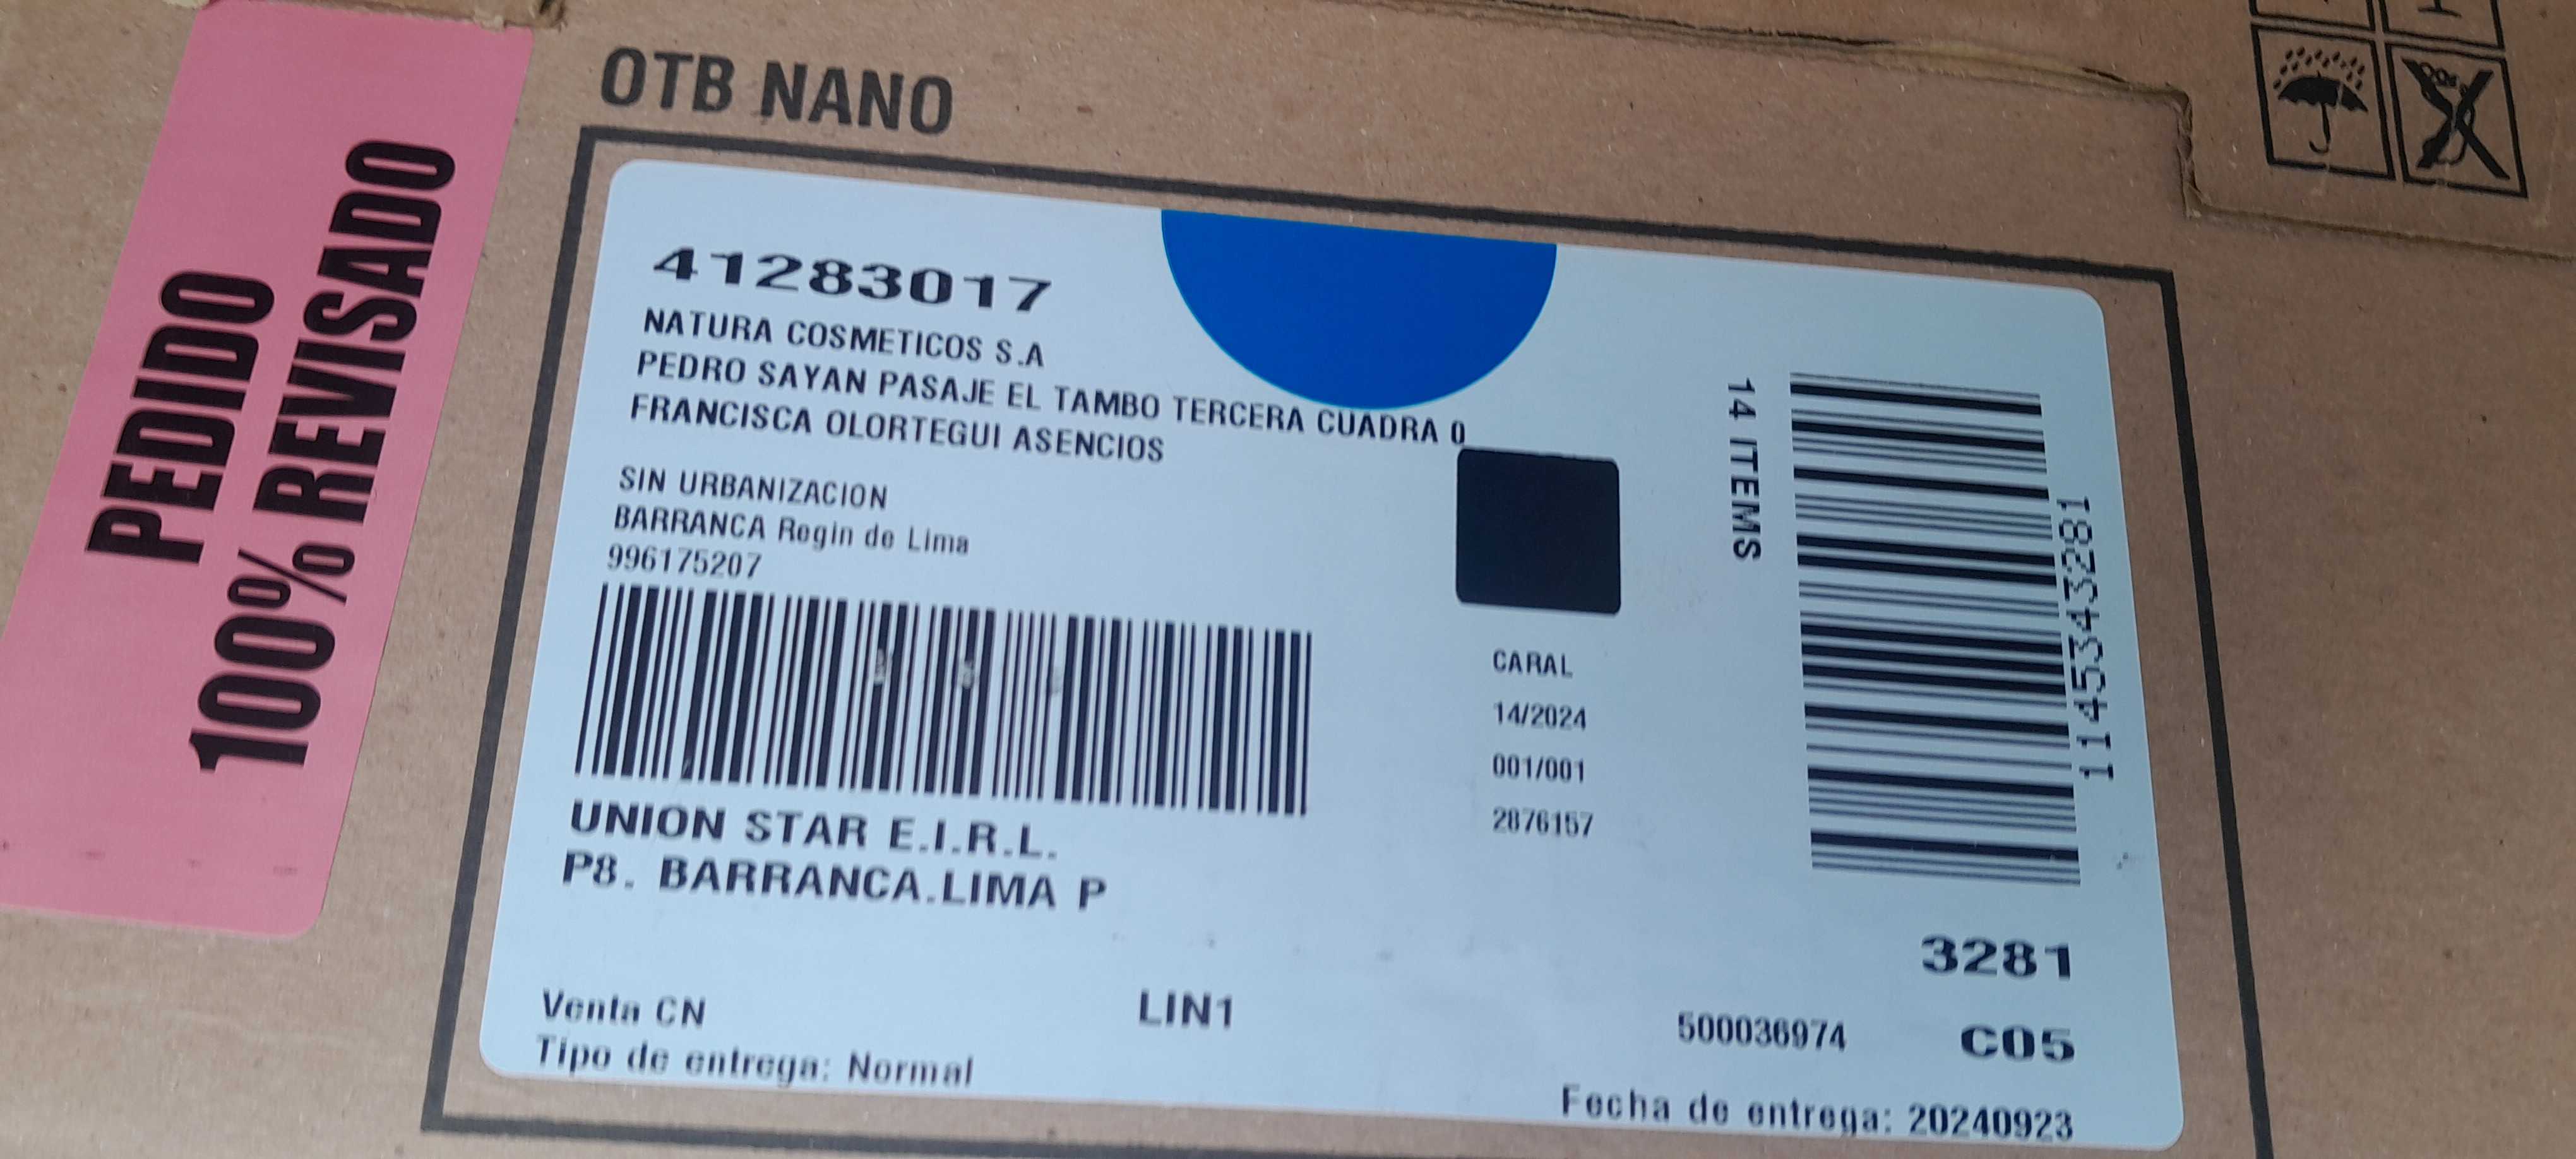 PEDIDO
100% REVISADO
OTB NANO
41283017
NATURA COSMETICOS S.A
PEDRO SAYAN PASAJE EL TAMBO TERCERA CUADRA 0
FRANCISCA OLORTEGUI ASENCIOS
SIN URBANIZACION
BARRANCA Regin de Lima
996175207
UNION STAR E.I.R.L.
P8. BARRANCA.LIMA P
CARAL
14/2024
001/001
2876157
14 ITEMS
1145343281
3281
Venta CN
LIN1
500036974
C05
Tipo de entrega: Normal
Fecha de entrega: 20240923